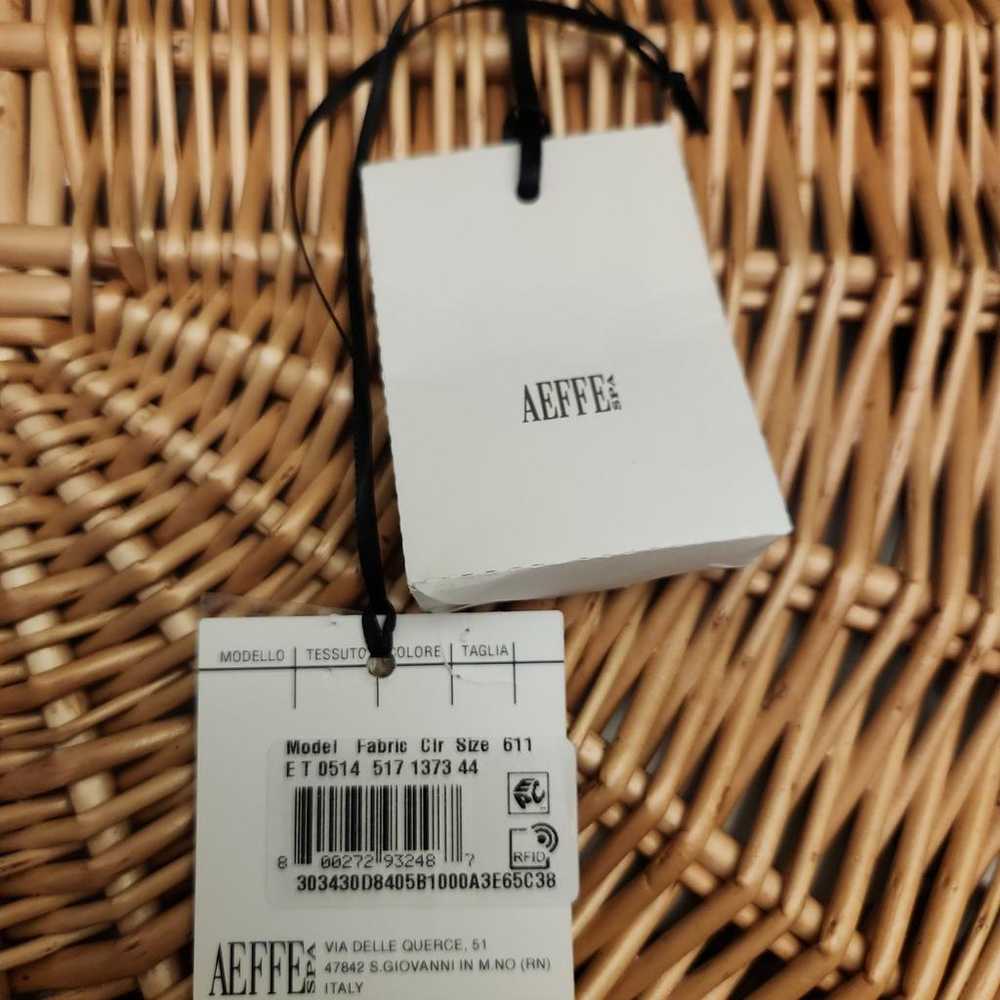 AEFFE SPA
MODELLO TESSUTO COLORE TAGLIA
Model Fabric Clr Size 611
E T 0514 517 1373 44
EPC
RFID
8 00272 93248 7
303430D8405B1000A3E65C38
AEFFE SPA
VIA DELLE QUERCE, 51
47842 S.GIOVANNI IN M.NO (RN)
ITALY